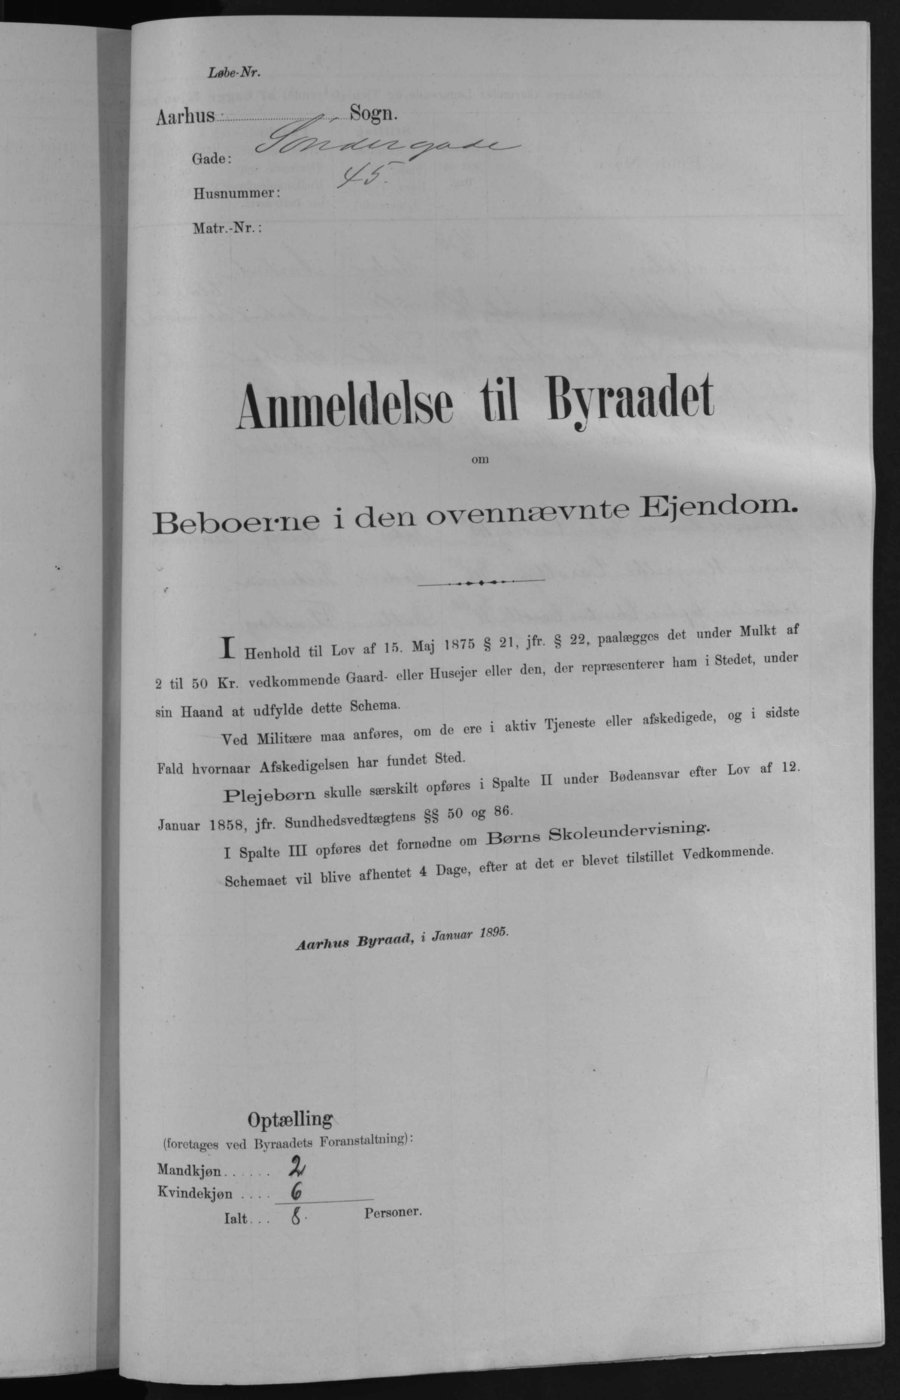 Løbe-Nr.
Aarhus Sogn.
Gade: Söndergade
Husnummer: 45.
Matr.-Nr.:
Anmeldelse til Byraadet
om
Beboerne i den ovennævnte Ejendom.
I Henhold til Lov af 15. Maj 1875 § 21, jfr. § 22, paalægges det under Mulkt af
2 til 50 Kr. vedkommende Gaard- eller Husejer eller den, der repræsenterer ham i Stedet, under
sin Haand at udfylde dette Schema.
Ved Militære maa anføres, om de ere i aktiv Tjeneste eller afskedigede, og i sidste
Fald hvornaar Afskedigelsen har fundet Sted.
Plejebørn skulle særskilt opføres i Spalte II under Bødeansvar efter Lov af 12.
Januar 1858, jfr. Sundhedsvedtægtens §§ 50 og 86.
I Spalte III opføres det fornødne om Børns Skoleundervisning.
Schemaet vil blive afhentet 4 Dage, efter at det er blevet tilstillet Vedkommende.
Aarhus Byraad, i Januar 1895.
Optælling
(foretages ved Byraadets Foranstaltning):
Mandkjøn...... 2
Kvindekjøn .... 6
Ialt... 8. Personer.